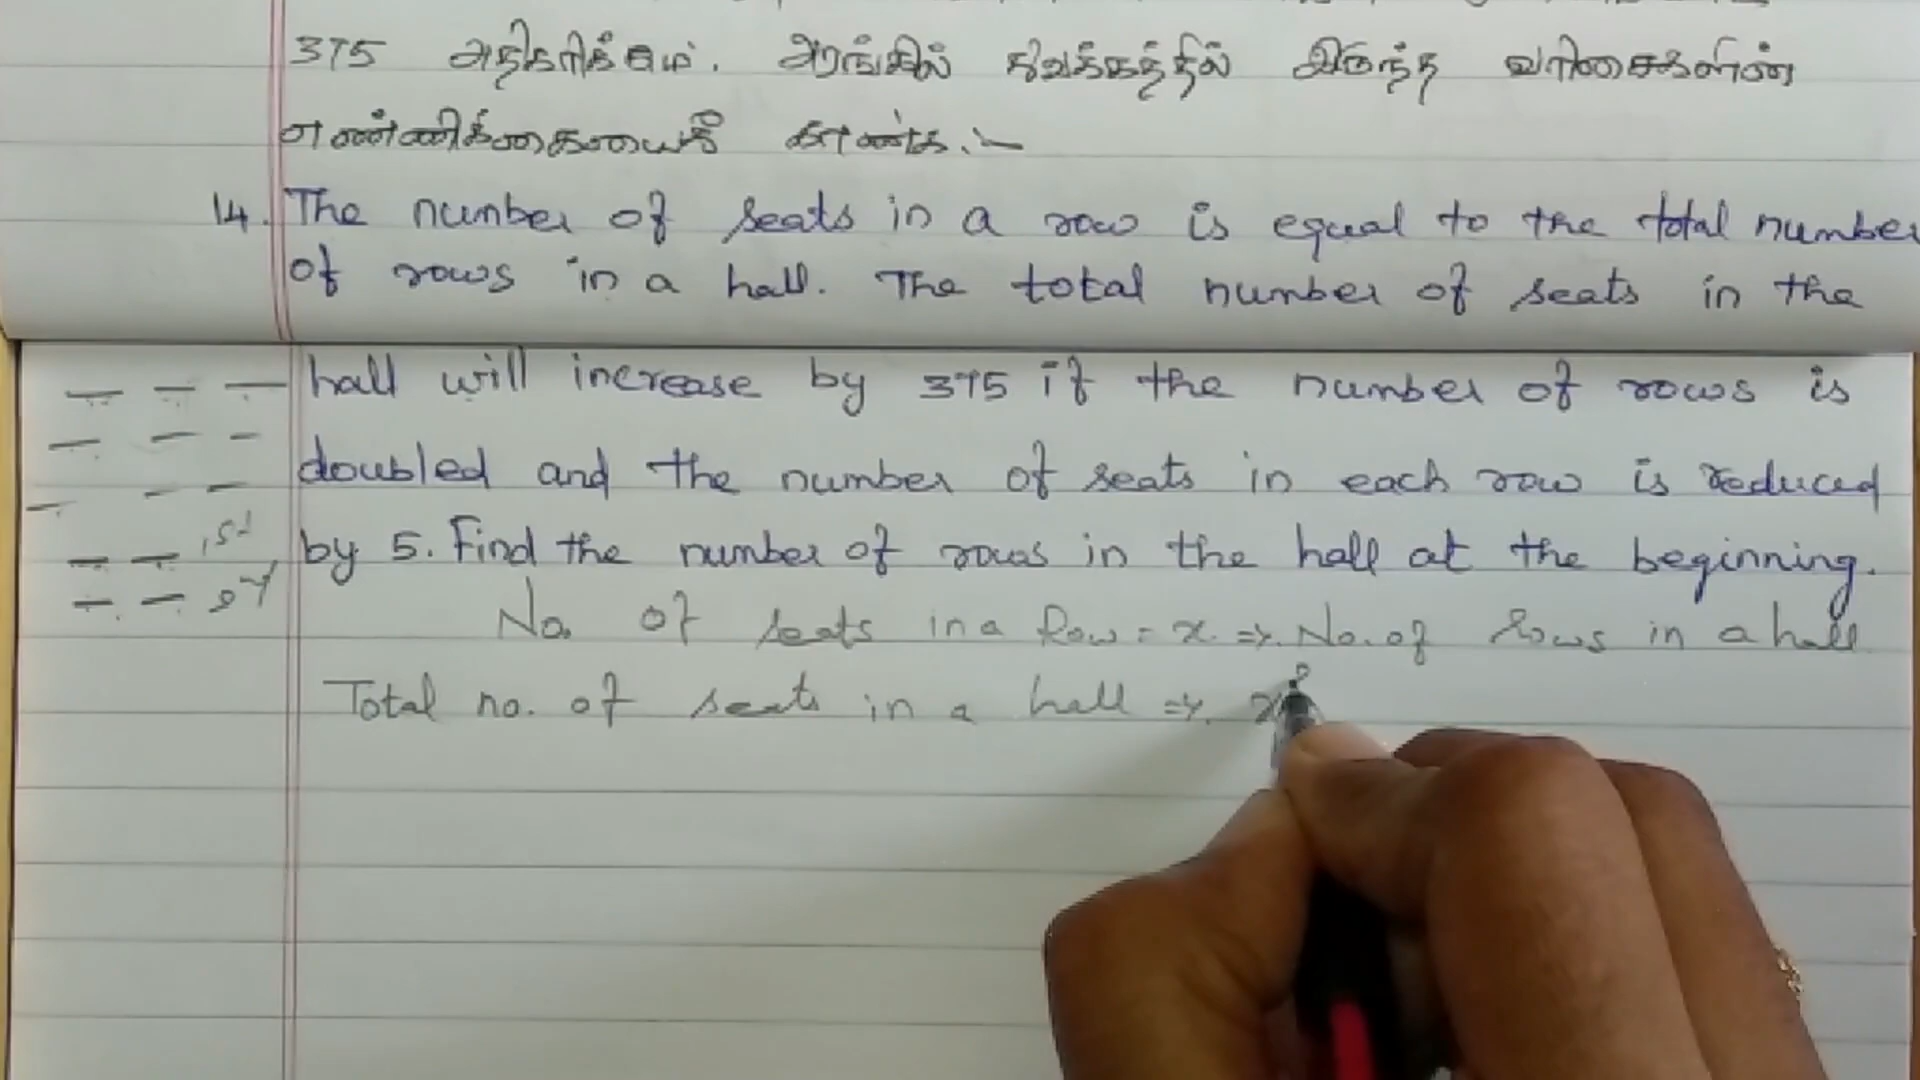 375 அதிகரிக்கும். அரங்கில் துவக்கத்தில் இருந்த வரிசைகளின்
எண்ணிக்கையைக் காண்க.
14. The number of seats in a row is equal to the total number
of rows in a hall. The total number of seats in the
hall will increase by 375 if the number of rows is
doubled and the number of seats in each row is reduced
by 5. Find the number of rows in the hall at the beginning.
No. of seats in a Row = x ⇒ No. of Rows in a hall
Total no. of seats in a hall ⇒ x²